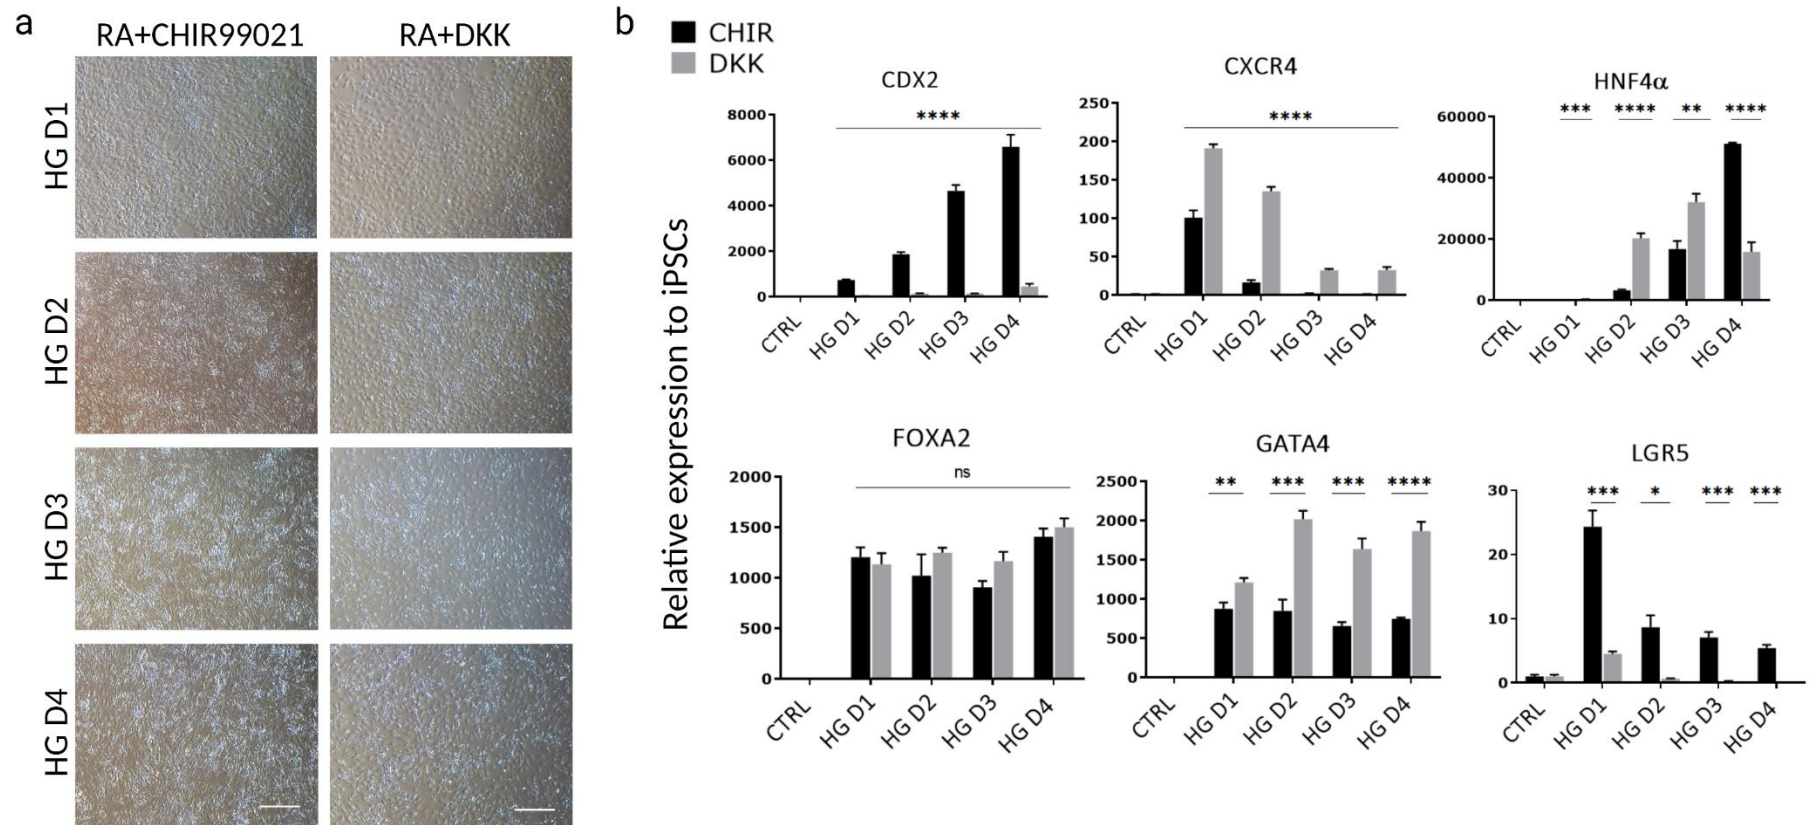 a
RA+CHIR99021
RA+DKK
HG D1
HG D2
HG D3
HG D4
b
CHIR
DKK
Relative expression to iPSCs
CDX2
****
8000
6000
4000
2000
0
CTRL
HG D1
HG D2
HG D3
HG D4
CXCR4
****
250
200
150
100
50
0
CTRL
HG D1
HG D2
HG D3
HG D4
HNF4α
*** **** ** ****
60000
40000
20000
0
CTRL
HG D1
HG D2
HG D3
HG D4
FOXA2
ns
2000
1500
1000
500
0
CTRL
HG D1
HG D2
HG D3
HG D4
GATA4
** *** *** ****
2500
2000
1500
1000
500
0
CTRL
HG D1
HG D2
HG D3
HG D4
LGR5
*** * *** ***
30
20
10
0
CTRL
HG D1
HG D2
HG D3
HG D4